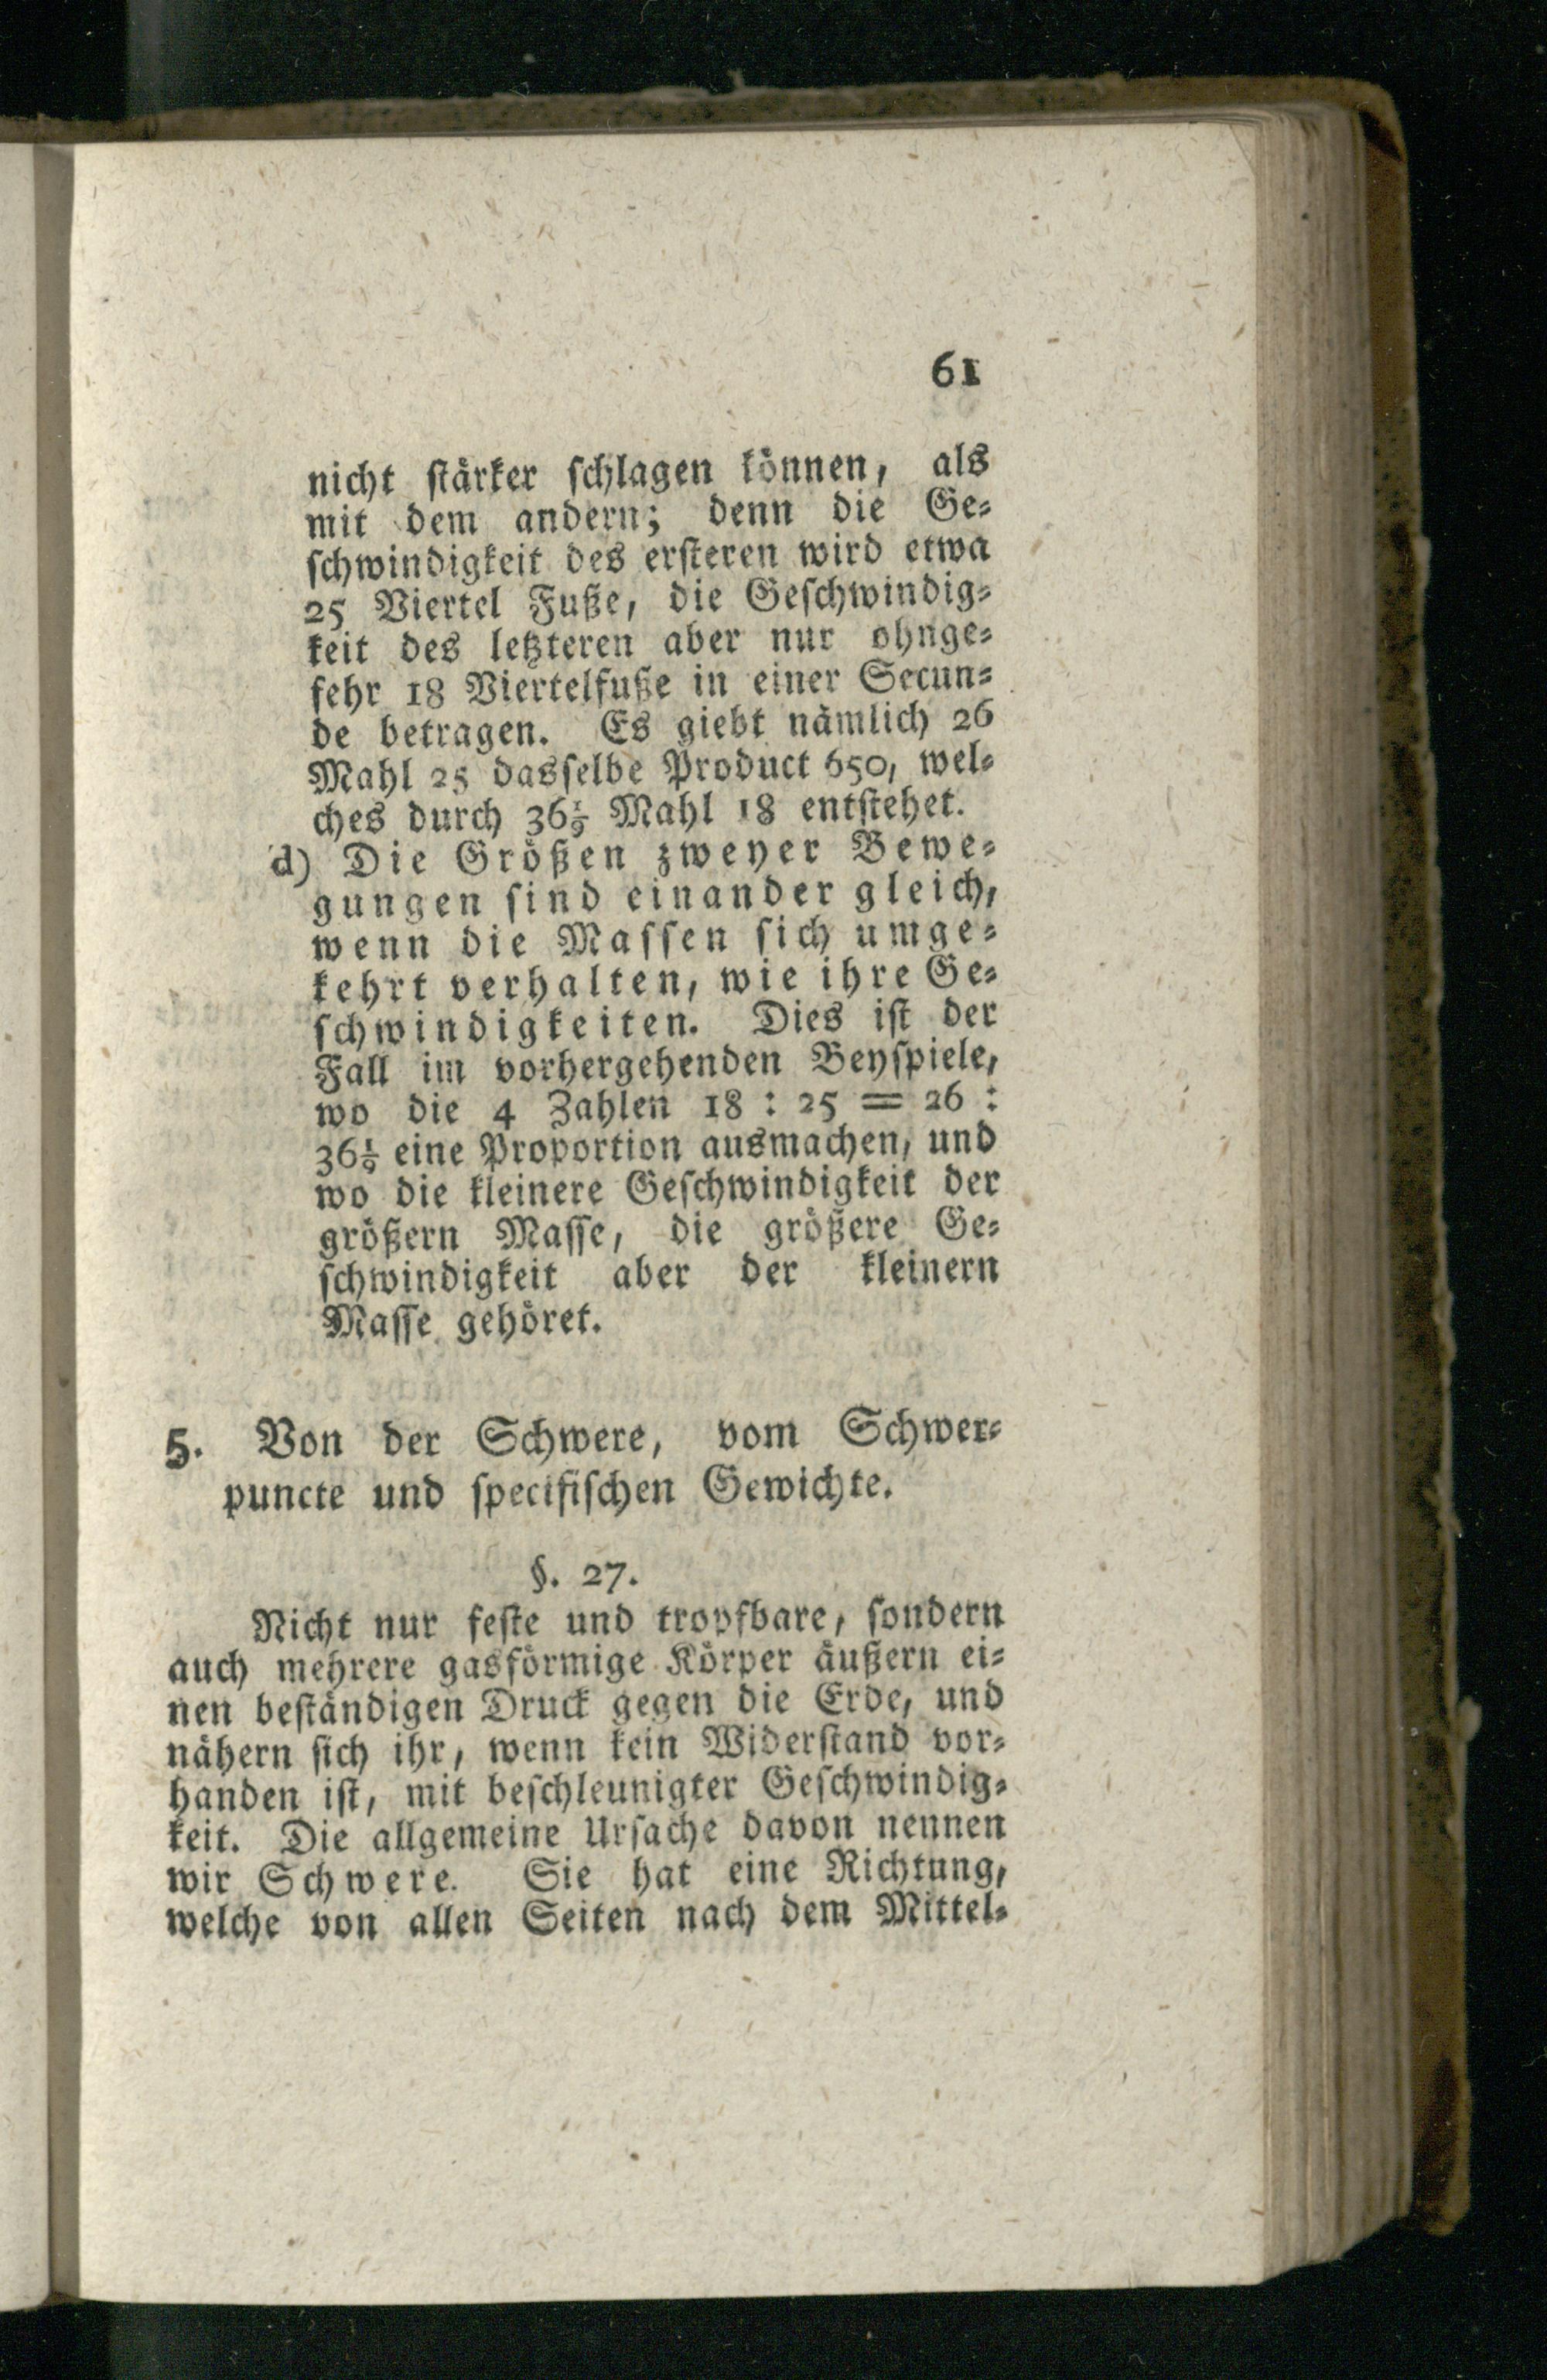 61
nicht stärker schlagen können, als
mit dem andern; denn die Ge-
schwindigkeit des ersteren wird etwa
25 Viertel Fuße, die Geschwindig-
keit des letzteren aber nur ohnge-
fehr 18 Viertelfuße in einer Secun-
de betragen. Es giebt nämlich 26
Mahl 25 dasselbe Product 650, wel-
ches durch 36 1/9 Mahl 18 entstehet.
d) Die Größen zweyer Bewe-
gungen sind einander gleich,
wenn die Massen sich umge-
kehrt verhalten, wie ihre Ge-
schwindigkeiten. Dies ist der
Fall im vorhergehenden Beyspiele,
wo die 4 Zahlen 18 : 25 = 26 :
36 1/9 eine Proportion ausmachen, und
wo die kleinere Geschwindigkeit der
größern Masse, die größere Ge-
schwindigkeit aber der kleinern
Masse gehöret.
5. Von der Schwere, vom Schwer-
puncte und specifischen Gewichte.
§. 27.
Nicht nur feste und tropfbare, sondern
auch mehrere gasförmige Körper äußern ei-
nen beständigen Druck gegen die Erde, und
nähern sich ihr, wenn kein Widerstand vor-
handen ist, mit beschleunigter Geschwindig-
keit. Die allgemeine Ursache davon nennen
wir Schwere. Sie hat eine Richtung,
welche von allen Seiten nach dem Mittel-